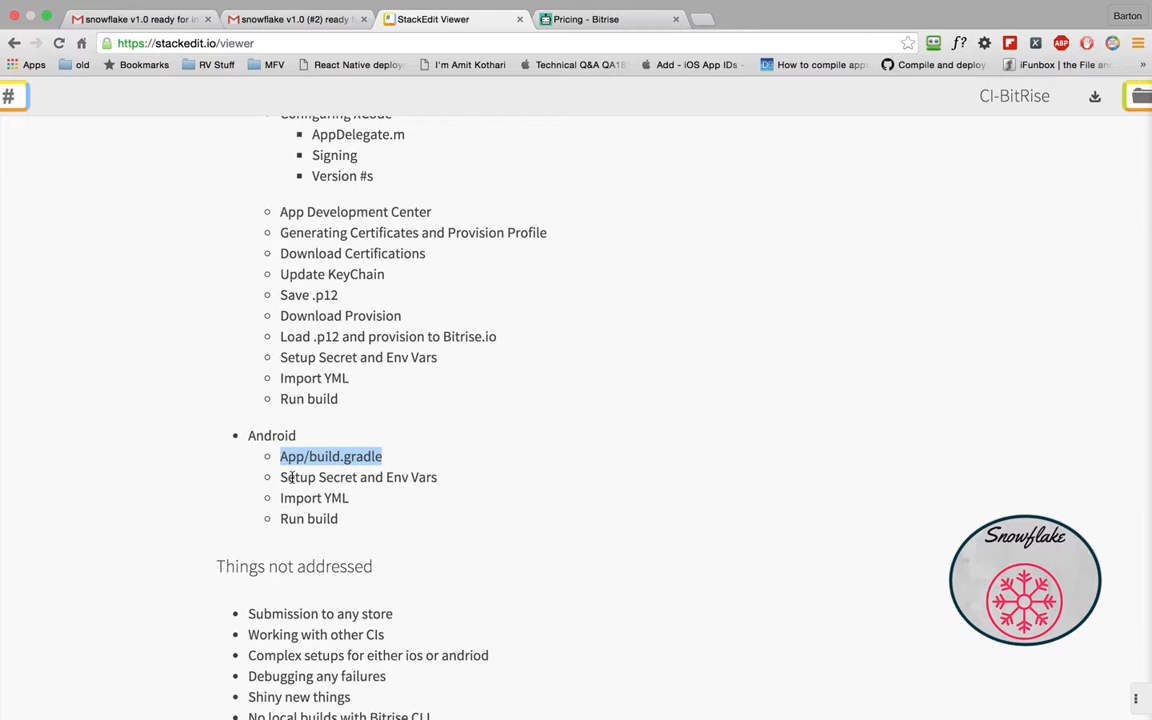 snowflake v1.0 ready for in
snowflake v1.0 (#2) ready
StackEdit Viewer
Pricing - Bitrise
Barton
https://stackedit.io/viewer
Apps
old
Bookmarks
RV Stuff
MFV
React Native deploy
I'm Amit Kothari
Technical Q&A QA18
Add - iOS App IDs -
How to compile app
Compile and deploy
iFunbox | the File an
#
CI-BitRise
Configuring XCode
AppDelegate.m
Signing
Version #s
App Development Center
Generating Certificates and Provision Profile
Download Certifications
Update KeyChain
Save .p12
Download Provision
Load .p12 and provision to Bitrise.io
Setup Secret and Env Vars
Import YML
Run build
Android
App/build.gradle
Setup Secret and Env Vars
Import YML
Run build
Snowflake
Things not addressed
Submission to any store
Working with other CIs
Complex setups for either ios or andriod
Debugging any failures
Shiny new things
No local builds with Bitrise CLI